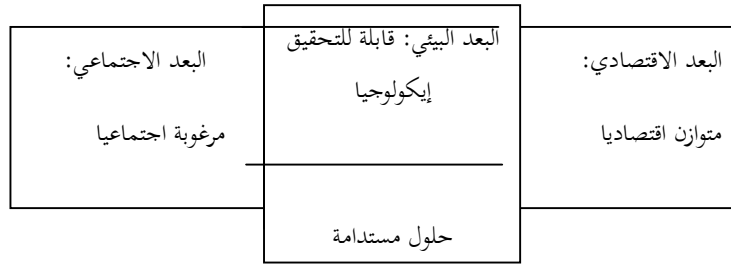 البعد الاقتصادي:
متوازن اقتصاديا
البعد البيئي: قابلة للتحقيق
إيكولوجيا
حلول مستدامة
البعد الاجتماعي:
مرغوبة اجتماعيا